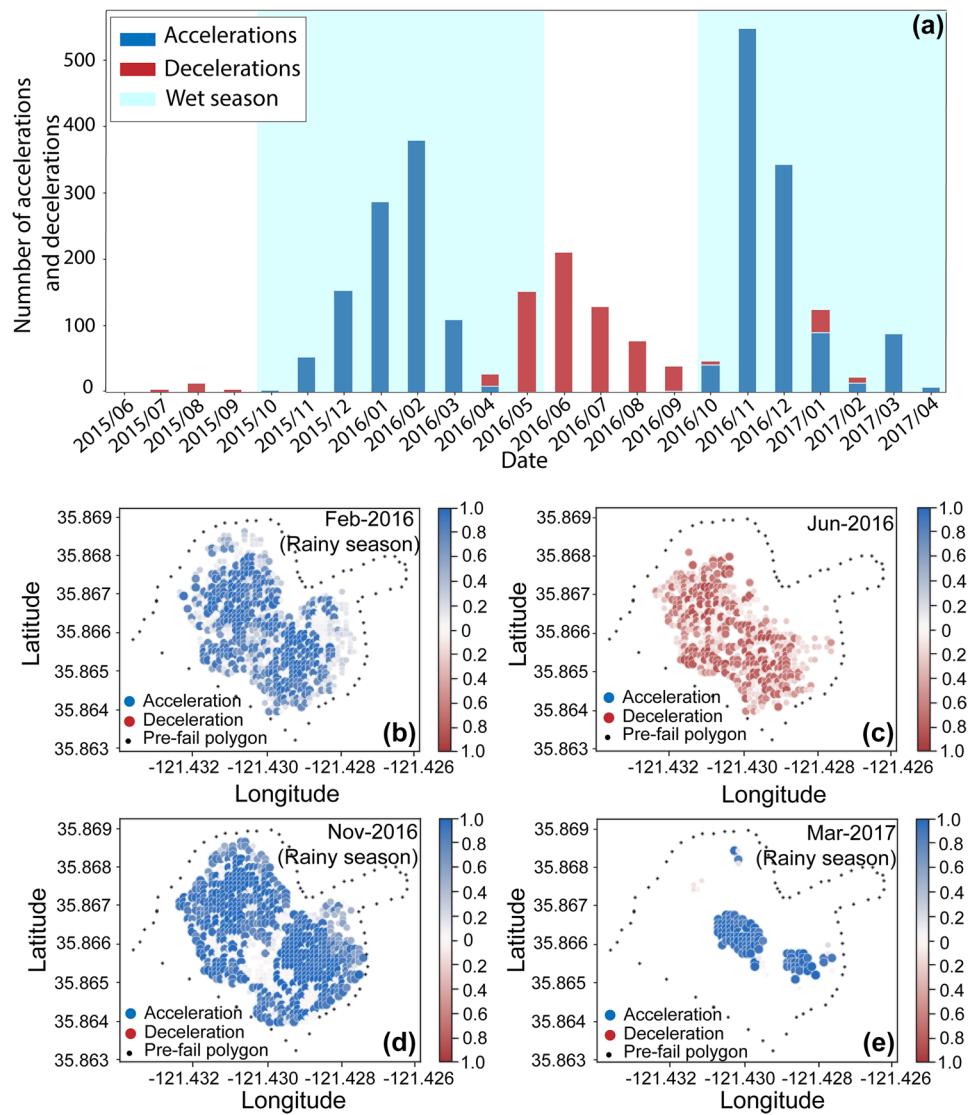 (a)
Accelerations
Decelerations
Wet season
Numnber of accelerations
and decelerations
500
400
300
200
100
0
2015/06 2015/07 2015/08 2015/09 2015/10 2015/11 2015/12 2016/01 2016/02 2016/03 2016/04 2016/05 2016/06 2016/07 2016/08 2016/09 2016/10 2016/11 2016/12 2017/01 2017/02 2017/03 2017/04
Date
Feb-2016
(Rainy season)
Latitude
35.869
35.868
35.867
35.866
35.865
35.864
35.863
Acceleration
Deceleration
Pre-fail polygon
(b)
-121.432 -121.430 -121.428 -121.426
Longitude
1.0
0.8
0.6
0.4
0.2
0
0.2
0.4
0.6
0.8
1.0
Jun-2016
Latitude
35.869
35.868
35.867
35.866
35.865
35.864
35.863
Acceleration
Deceleration
Pre-fail polygon
(c)
-121.432 -121.430 -121.428 -121.426
Longitude
1.0
0.8
0.6
0.4
0.2
0
0.2
0.4
0.6
0.8
1.0
Nov-2016
(Rainy season)
Latitude
35.869
35.868
35.867
35.866
35.865
35.864
35.863
Acceleration
Deceleration
Pre-fail polygon
(d)
-121.432 -121.430 -121.428 -121.426
Longitude
1.0
0.8
0.6
0.4
0.2
0
0.2
0.4
0.6
0.8
1.0
Mar-2017
(Rainy season)
Latitude
35.869
35.868
35.867
35.866
35.865
35.864
35.863
Acceleration
Deceleration
Pre-fail polygon
(e)
-121.432 -121.430 -121.428 -121.426
Longitude
1.0
0.8
0.6
0.4
0.2
0
0.2
0.4
0.6
0.8
1.0